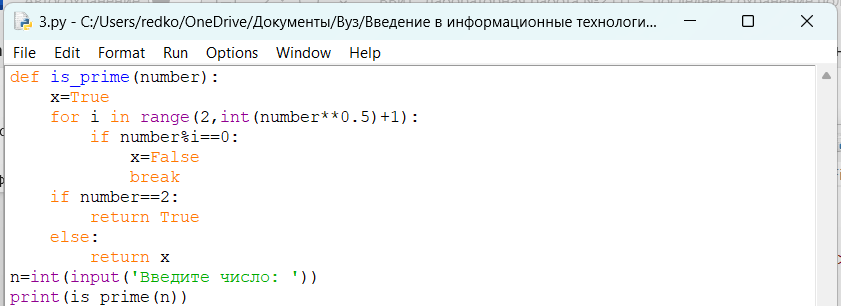 3.py - C:/Users/redko/OneDrive/Документы/Вуз/Введение в информационные технологи...
File Edit Format Run Options Window Help
def is_prime(number):
    x=True
    for i in range(2,int(number**0.5)+1):
        if number%i==0:
            x=False
            break
    if number==2:
        return True
    else:
        return x
n=int(input('Введите число: '))
print(is_prime(n))